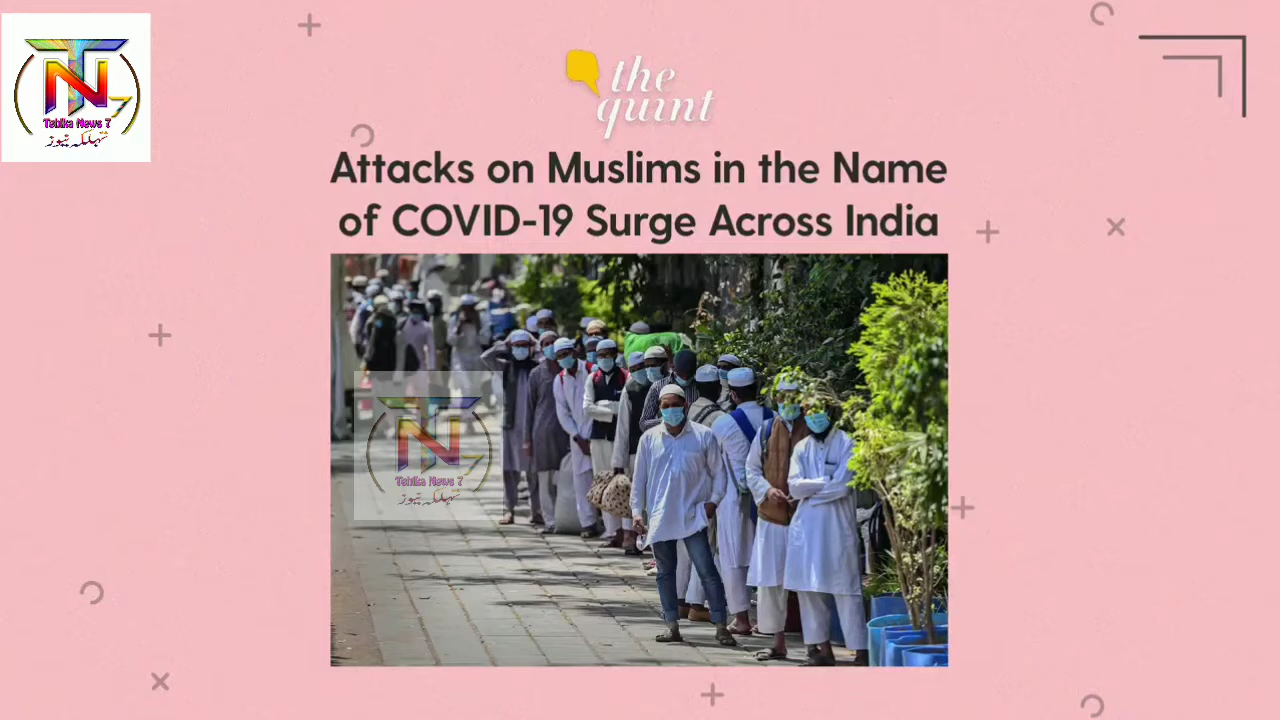 Tehlka News 7
تہلکہ نیوز
the
quint
Attacks on Muslims in the Name
of COVID-19 Surge Across India
Tehlka News 7
تہلکہ نیوز